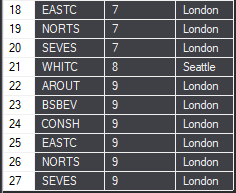 18 EASTC 7 London
19 NORTS 7 London
20 SEVES 7 London
21 WHITC 8 Seattle
22 AROUT 9 London
23 BSBEV 9 London
24 CONSH 9 London
25 EASTC 9 London
26 NORTS 9 London
27 SEVES 9 London